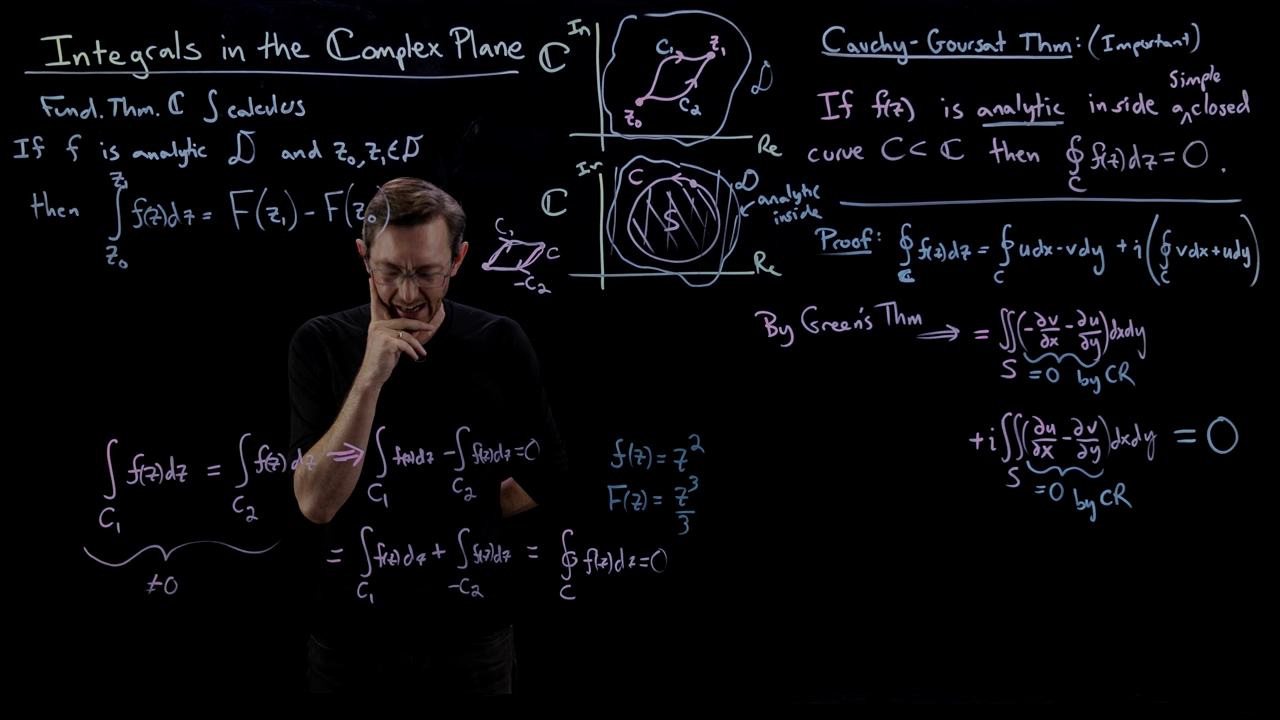 Integrals in the ℂomplex Plane
Fund. Thm. ℂ ∫ calculus
If f is analytic D and z₀, z₁ ∈ D
then ∫_{z₀}^{z₁} f(z)dz = F(z₁) - F(z₀)
C₁
C
-C₂
∫_{C₁} f(z)dz = ∫_{C₂} f(z)dz ⇒ ∫_{C₁} f(z)dz - ∫_{C₂} f(z)dz = 0
≠0
= ∫_{C₁} f(z)dz + ∫_{-C₂} f(z)dz = ∮_C f(z)dz = 0
f(z) = z²
F(z) = z³/3
ℂ
Im
C₁
z₁
z₀
C₂
D
Re
ℂ
Im
C
S
D
analytic
inside
Re
Cauchy-Goursat Thm: (Important)
If f(z) is analytic inside a simple closed
curve C < ℂ then ∮_C f(z)dz = 0.
Proof: ∮_C f(z)dz = ∮_C udx - vdy + i(∮_C vdx + udy)
By Green's Thm ⇒ = ∬_S (-∂v/∂x - ∂u/∂y) dxdy
=0 by CR
+ i ∬_S (∂u/∂x - ∂v/∂y) dxdy = 0
=0 by CR